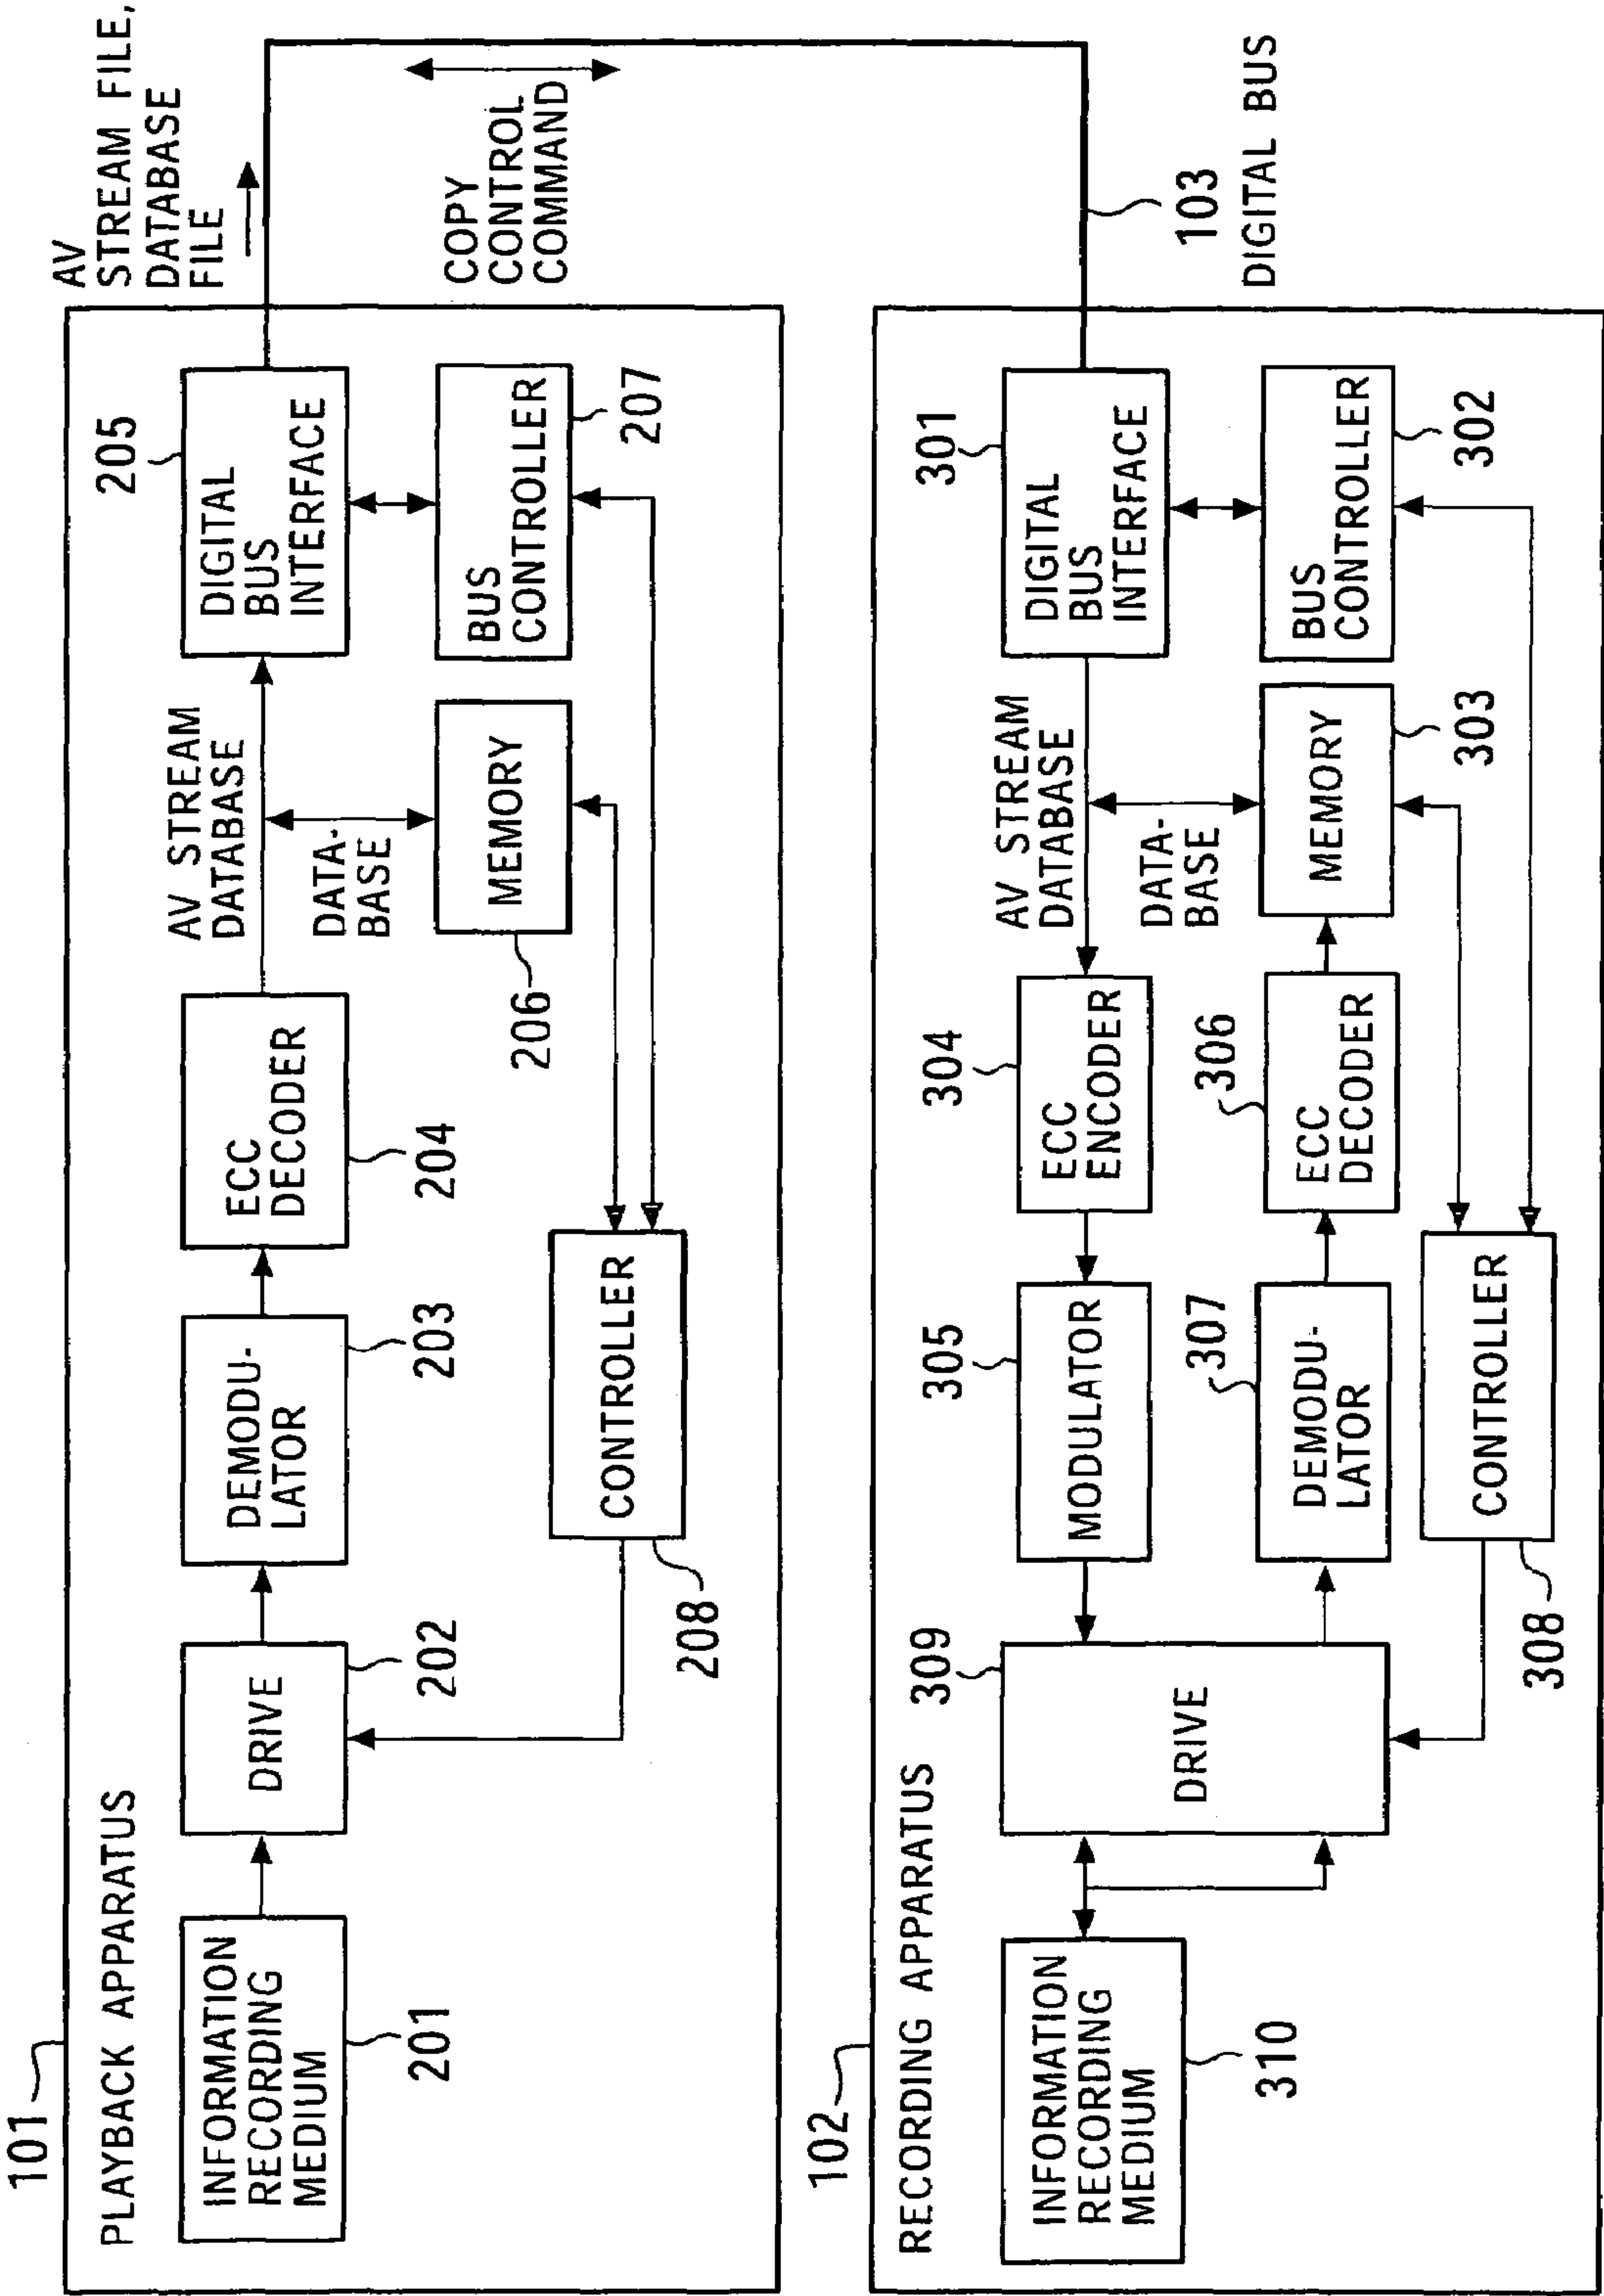 101
PLAYBACK APPARATUS
INFORMATION
RECORDING
MEDIUM
201
DRIVE
202
DEMODU-
LATOR
203
ECC
DECODER
204
AV STREAM
DATABASE
DATA-
BASE
DIGITAL
BUS
INTERFACE
205
MEMORY
206
BUS
CONTROLLER
207
CONTROLLER
208
AV
STREAM FILE,
DATABASE
FILE
COPY
CONTROL
COMMAND
103
DIGITAL BUS
102
RECORDING APPARATUS
INFORMATION
RECORDING
MEDIUM
310
DRIVE
309
MODULATOR
305
ECC
ENCODER
304
AV STREAM
DATABASE
DATA-
BASE
DIGITAL
BUS
INTERFACE
301
DEMODU-
LATOR
307
ECC
DECODER
306
MEMORY
303
BUS
CONTROLLER
302
CONTROLLER
308